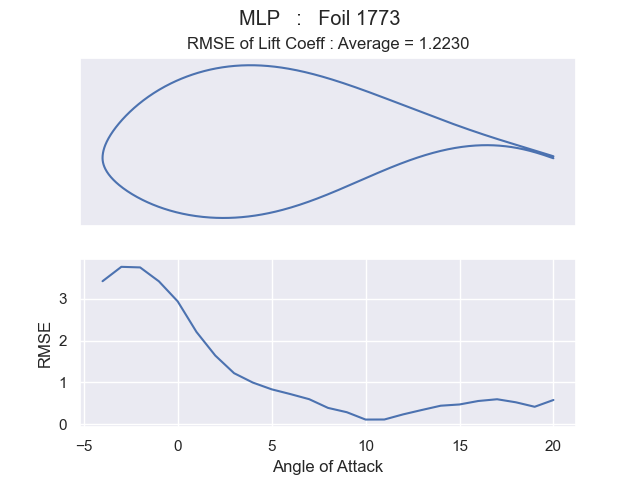 MLP : Foil 1773
RMSE of Lift Coeff : Average = 1.2230
3
2
1
0
RMSE
−5 0 5 10 15 20
Angle of Attack